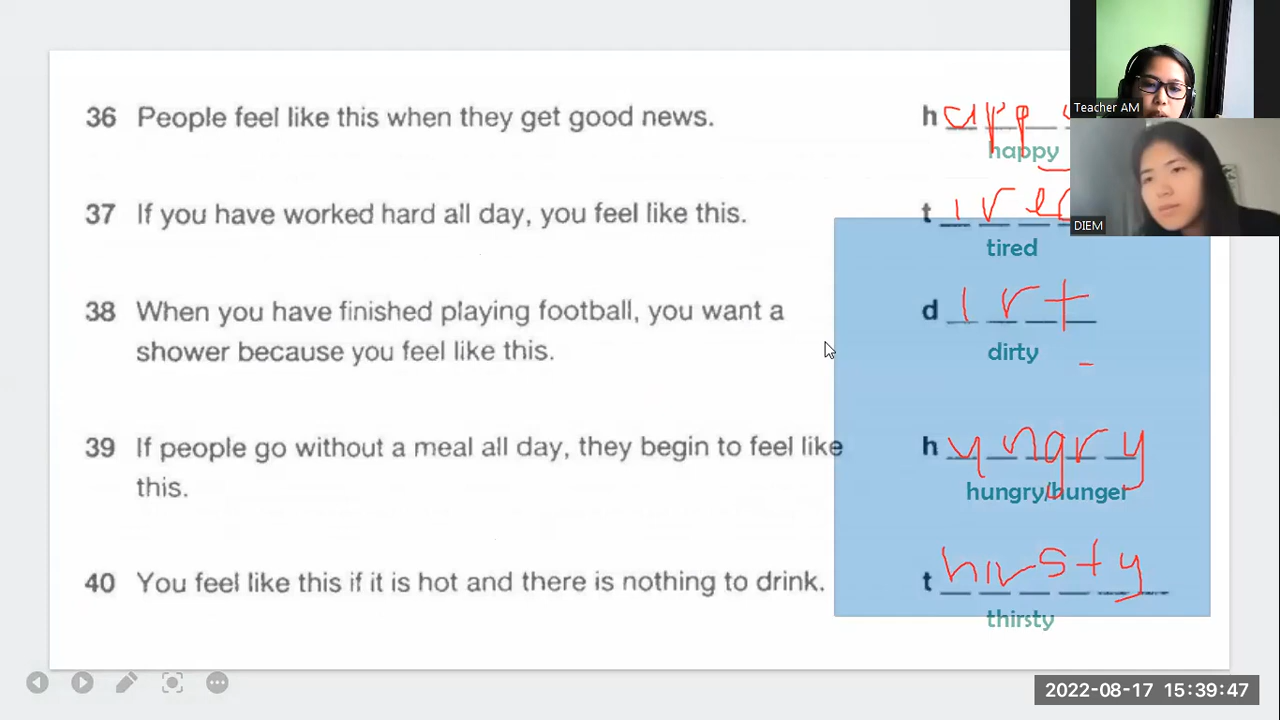 36 People feel like this when they get good news. h app
happy
Teacher AM
37 If you have worked hard all day, you feel like this. t ired
tired
DIEM
38 When you have finished playing football, you want a d irt
shower because you feel like this.
dirty
39 If people go without a meal all day, they begin to feel like h yngry
this.
hungry/hunger
40 You feel like this if it is hot and there is nothing to drink. t hirsty
thirsty
2022-08-17 15:39:47